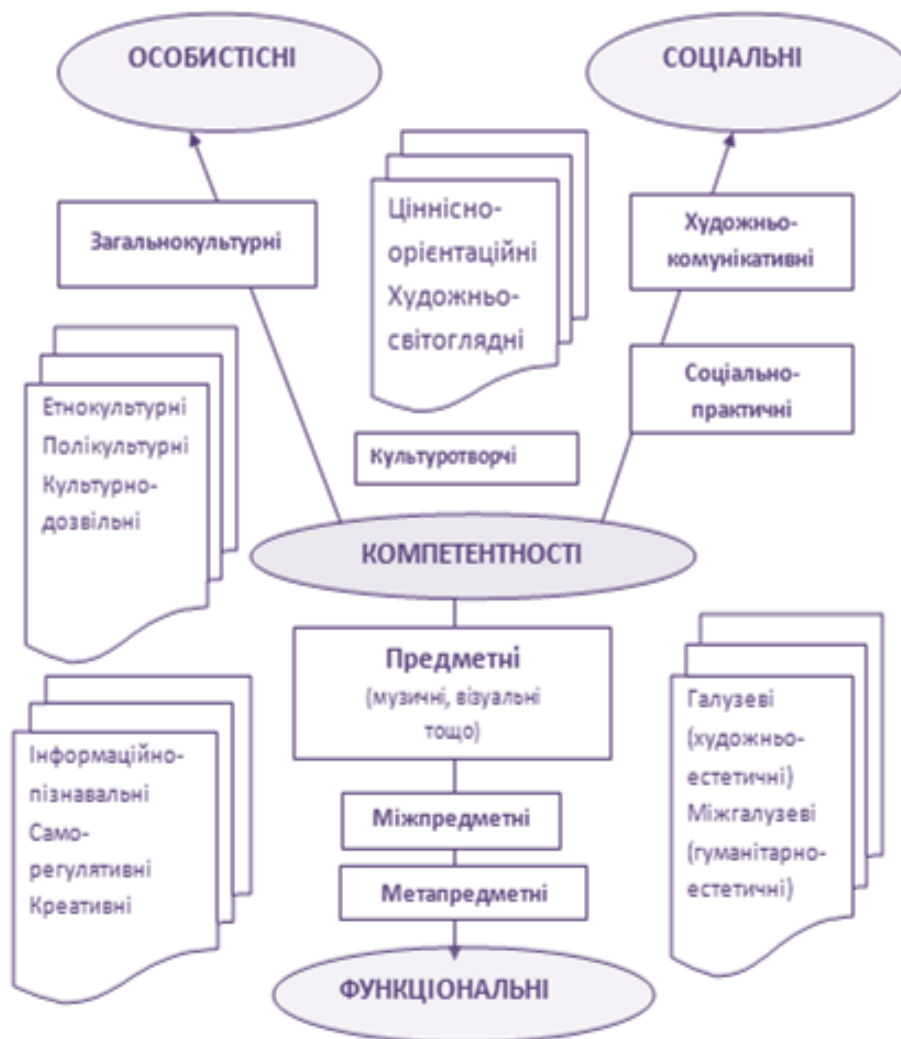 ОСОБИСТІСНІ
СОЦІАЛЬНІ
Загальнокультурні
Ціннісно-
орієнтаційні
Художньо-
світоглядні
Художньо-
комунікативні
Соціально-
практичні
Етнокультурні
Полікультурні
Культурно-
дозвільні
Культуротворчі
КОМПЕТЕНТНОСТІ
Предметні
(музичні, візуальні
тощо)
Інформаційно-
пізнавальні
Само-
регулятивні
Креативні
Галузеві
(художньо-
естетичні)
Міжгалузеві
(гуманітарно-
естетичні)
Міжпредметні
Метапредметні
ФУНКЦІОНАЛЬНІ